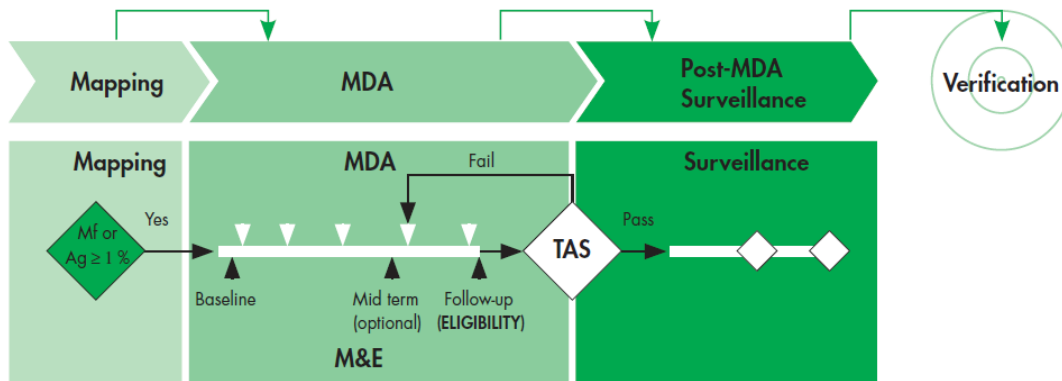 Mapping
MDA
Post-MDA
Surveillance
Verification
Mapping
MDA
Surveillance
Fail
Yes
Pass
Mf or
Ag ≥ 1 %
TAS
Baseline
Mid term
(optional)
Follow-up
(ELIGIBILITY)
M&E